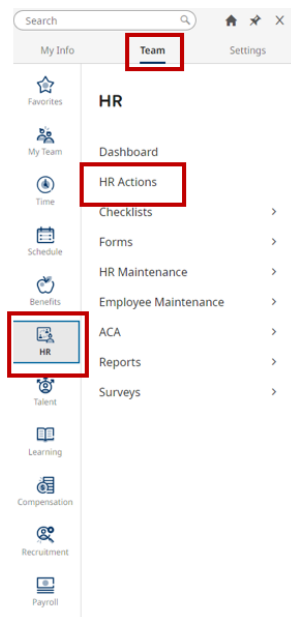 Search
X
My Info
Team
Settings
Favorites
My Team
Time
Schedule
Benefits
HR
Talent
Learning
Compensation
Recruitment
Payroll
HR
Dashboard
HR Actions
Checklists
Forms
HR Maintenance
Employee Maintenance
ACA
Reports
Surveys